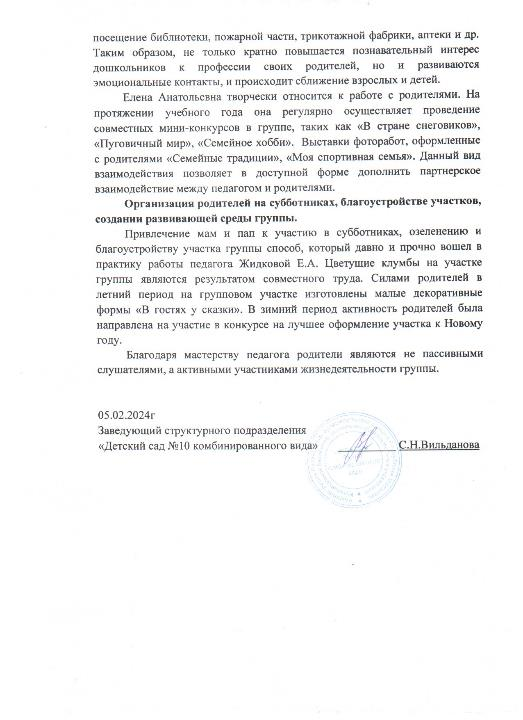 посещение библиотеки, пожарной части, трикотажной фабрики, аптеки и др.
Таким образом, не только кратно повышается познавательный интерес
дошкольников к профессии своих родителей, но и развиваются
эмоциональные контакты, и происходит сближение взрослых и детей.
Елена Анатольевна творчески относится к работе с родителями. На
протяжении учебного года она регулярно осуществляет проведение
совместных мини-конкурсов в группе, таких как «В стране снеговиков»,
«Пуговичный мир», «Семейное хобби». Выставки фоторабот, оформленные
с родителями «Семейные традиции», «Моя спортивная семья». Данный вид
взаимодействия позволяет в доступной форме дополнить партнерское
взаимодействие между педагогом и родителями.
Организация родителей на субботниках, благоустройстве участков,
создании развивающей среды группы.
Привлечение мам и пап к участию в субботниках, озеленению и
благоустройству участка группы способ, который давно и прочно вошел в
практику работы педагога Жидковой Е.А. Цветущие клумбы на участке
группы являются результатом совместного труда. Силами родителей в
летний период на групповом участке изготовлены малые декоративные
формы «В гостях у сказки». В зимний период активность родителей была
направлена на участие в конкурсе на лучшее оформление участка к Новому
году.
Благодаря мастерству педагога родители являются не пассивными
слушателями, а активными участниками жизнедеятельности группы.
05.02.2024г
Заведующий структурного подразделения
«Детский сад №10 комбинированного вида» С.Н.Вильданова